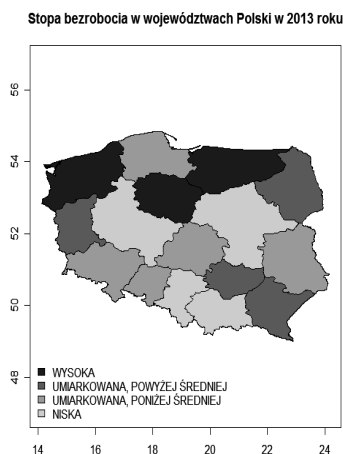 Stopa bezrobocia w województwach Polski w 2013 roku
56
54
52
50
48
WYSOKA
UMIARKOWANA, POWYŻEJ ŚREDNIEJ
UMIARKOWANA, PONIŻEJ ŚREDNIEJ
NISKA
14 16 18 20 22 24